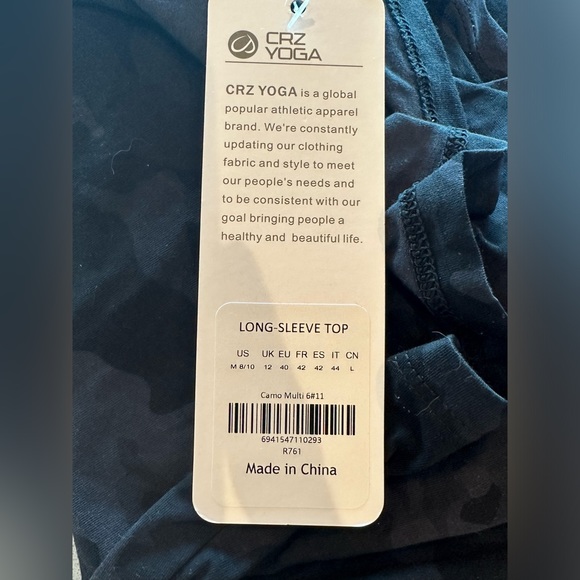 CRZ
YOGA
CRZ YOGA is a global
popular athletic apparel
brand. We're constantly
updating our clothing
fabric and style to meet
our people's needs and
to be consistent with our
goal bringing people a
healthy and beautiful life.
LONG-SLEEVE TOP
US UK EU FR ES IT CN
M 8/10 12 40 42 42 44 L
Camo Multi 6#11
6941547110293
R761
Made in China